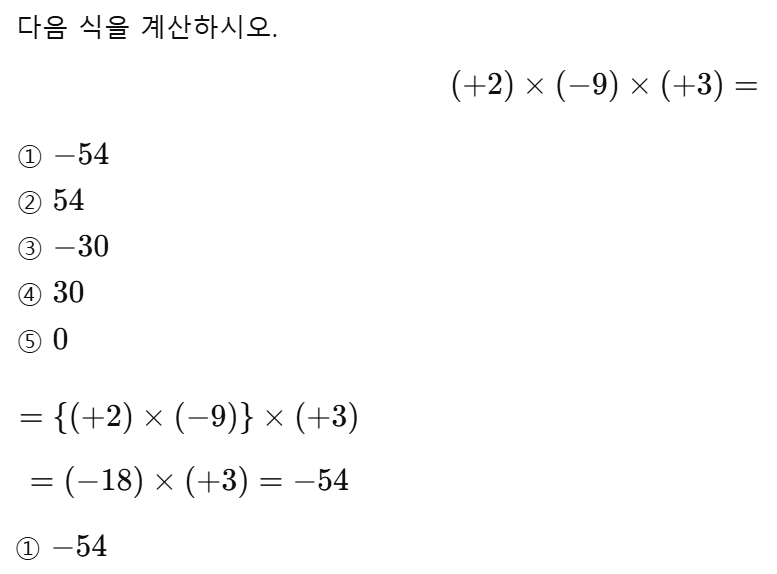 다음 식을 계산하시오.
(+2) × (−9) × (+3) =
① −54
② 54
③ −30
④ 30
⑤ 0
= {(+2) × (−9)} × (+3)
= (−18) × (+3) = −54
① −54